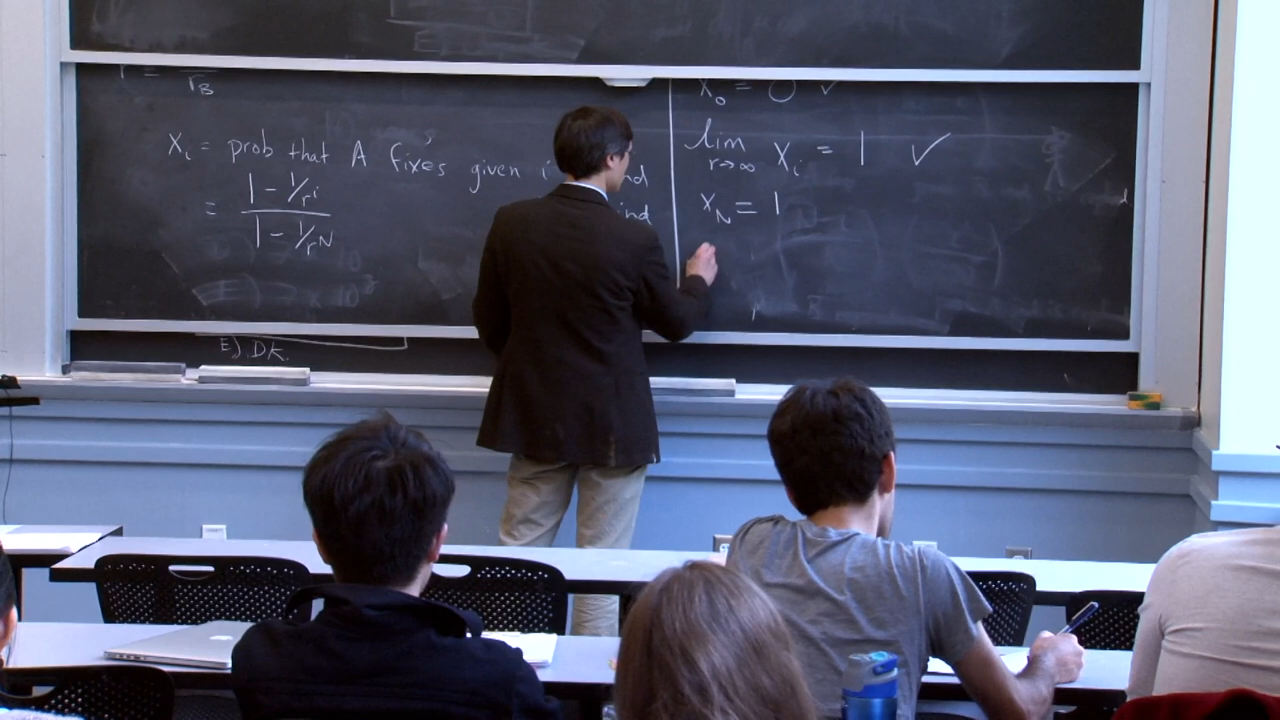 r = / r_B
x_i = prob that A fixes given i
= (1 - 1/r^i) / (1 - 1/r^N)
E). DK.
x_0 = 0 ✓
lim r→∞ x_i = 1 ✓
x_N = 1